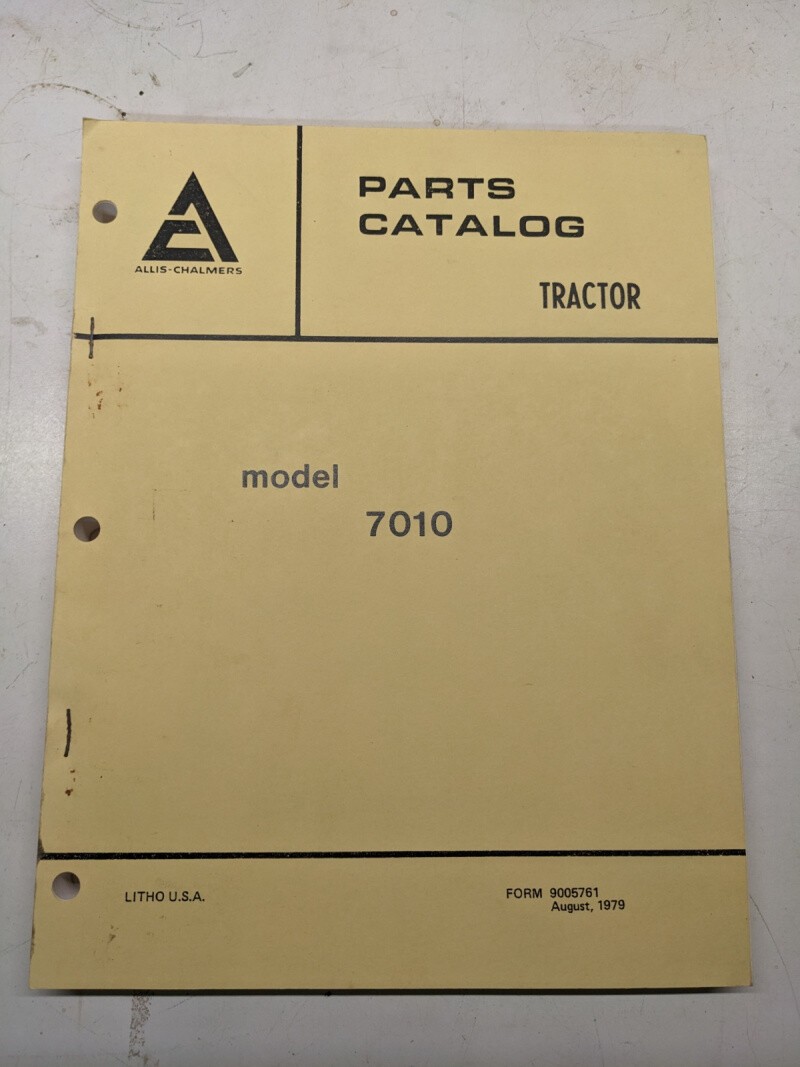 ALLIS-CHALMERS
PARTS
CATALOG
TRACTOR
model
7010
LITHO U.S.A.
FORM 9005761
August, 1979